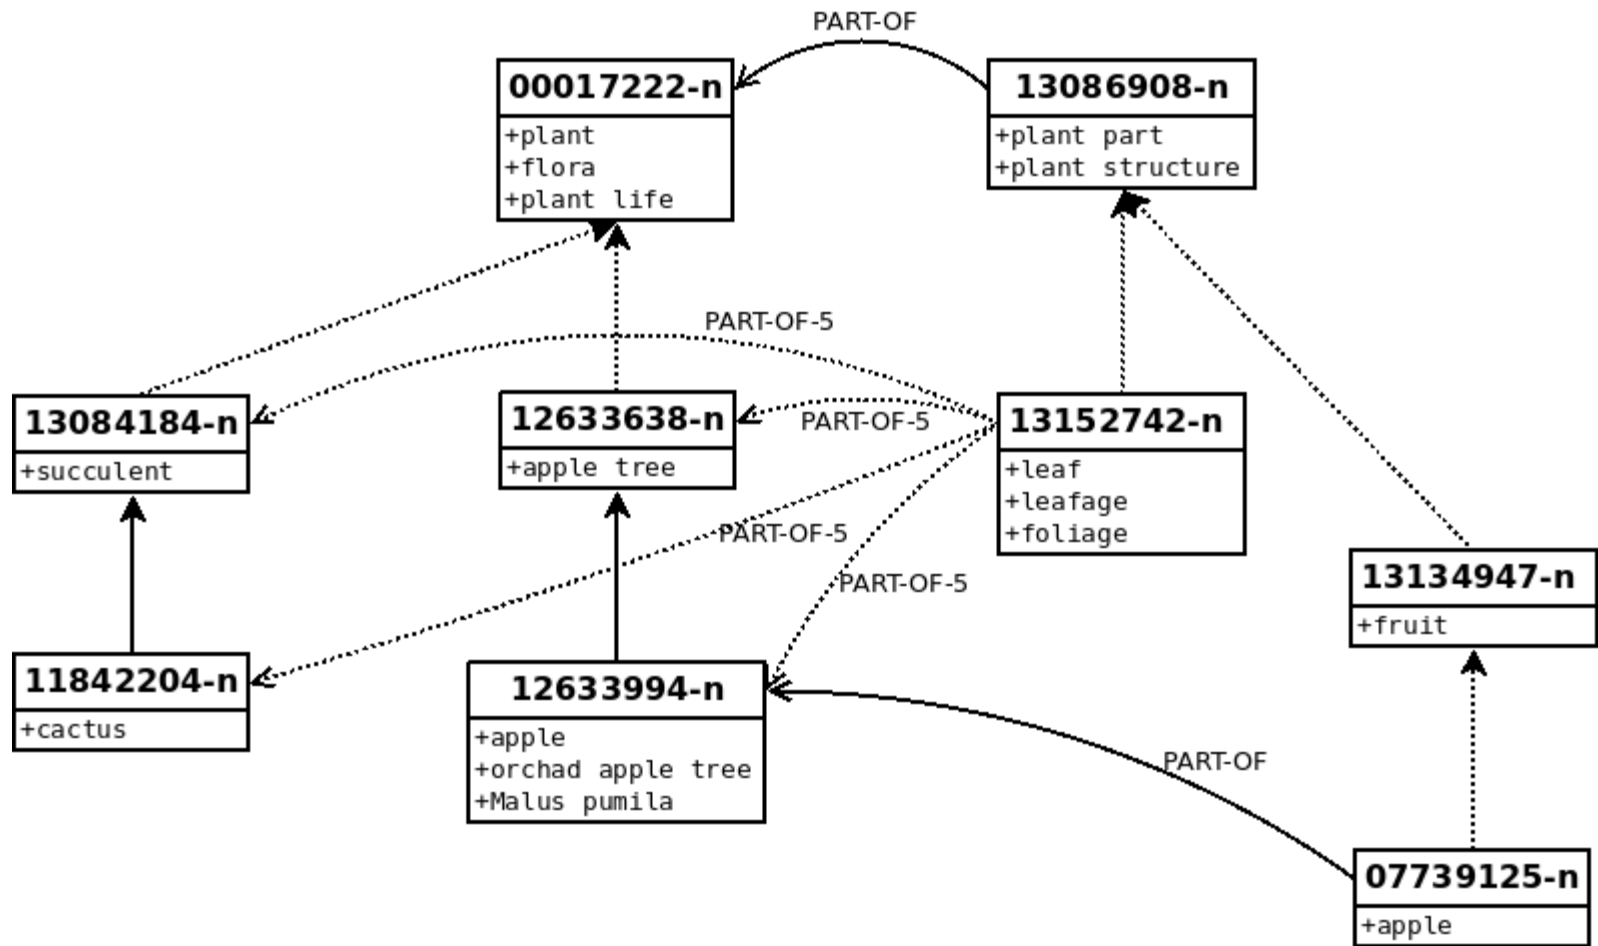 PART-OF
00017222-n
+plant
+flora
+plant life
13086908-n
+plant part
+plant structure
PART-OF-5
13084184-n
+succulent
12633638-n
+apple tree
PART-OF-5
13152742-n
+leaf
+leafage
+foliage
PART-OF-5
PART-OF-5
13134947-n
+fruit
11842204-n
+cactus
12633994-n
+apple
+orchad apple tree
+Malus pumila
PART-OF
07739125-n
+apple